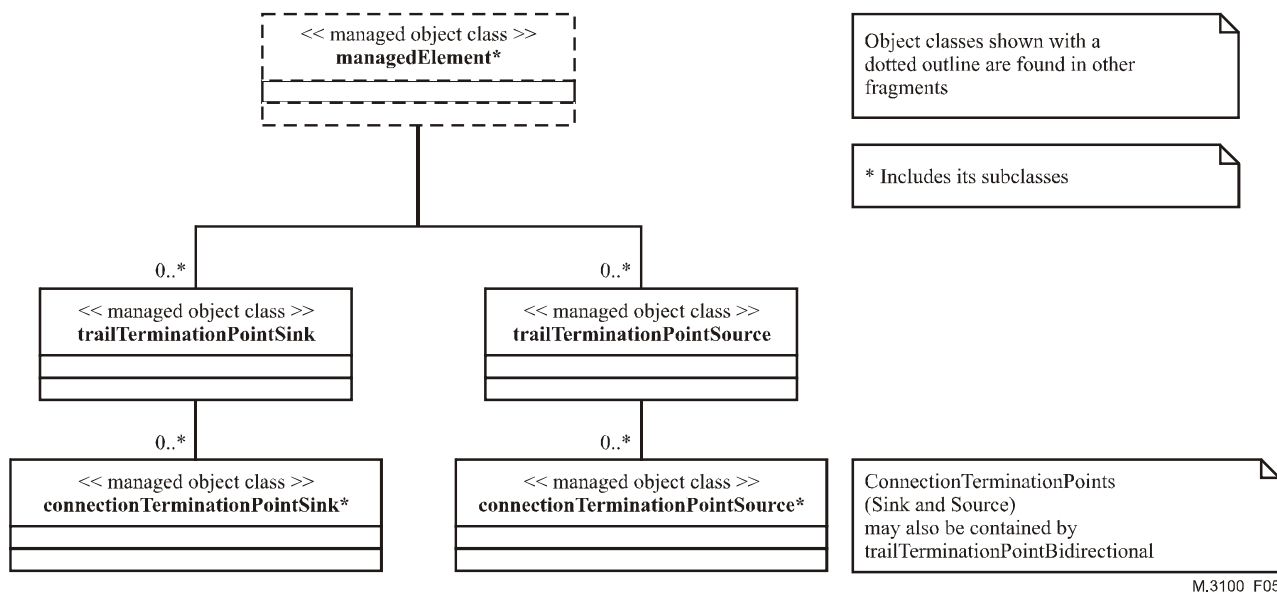 << managed object class >>
managedElement*
Object classes shown with a
dotted outline are found in other
fragments
* Includes its subclasses
0..*
0..*
<< managed object class >>
trailTerminationPointSink
<< managed object class >>
trailTerminationPointSource
0..*
0..*
<< managed object class >>
connectionTerminationPointSink*
<< managed object class >>
connectionTerminationPointSource*
ConnectionTerminationPoints
(Sink and Source)
may also be contained by
trailTerminationPointBidirectional
M.3100_F05